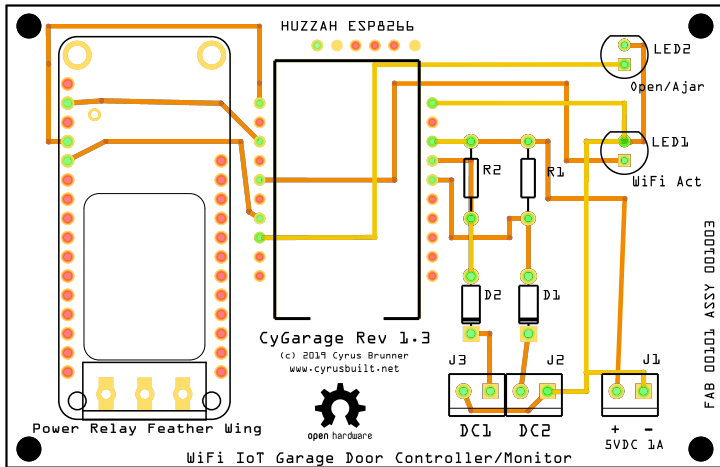 HUZZAH ESP8266
LED2
Open/Ajar
LED1
WiFi Act
R2
R1
D2
D1
CyGarage Rev 1.3
(c) 2019 Cyrus Brunner
www.cyrusbuilt.net
J3
J2
J1
open hardware
Power Relay Feather Wing
DC1
DC2
+ -
5VDC 1A
WiFi IoT Garage Door Controller/Monitor
FAB 00101 ASSY 001003